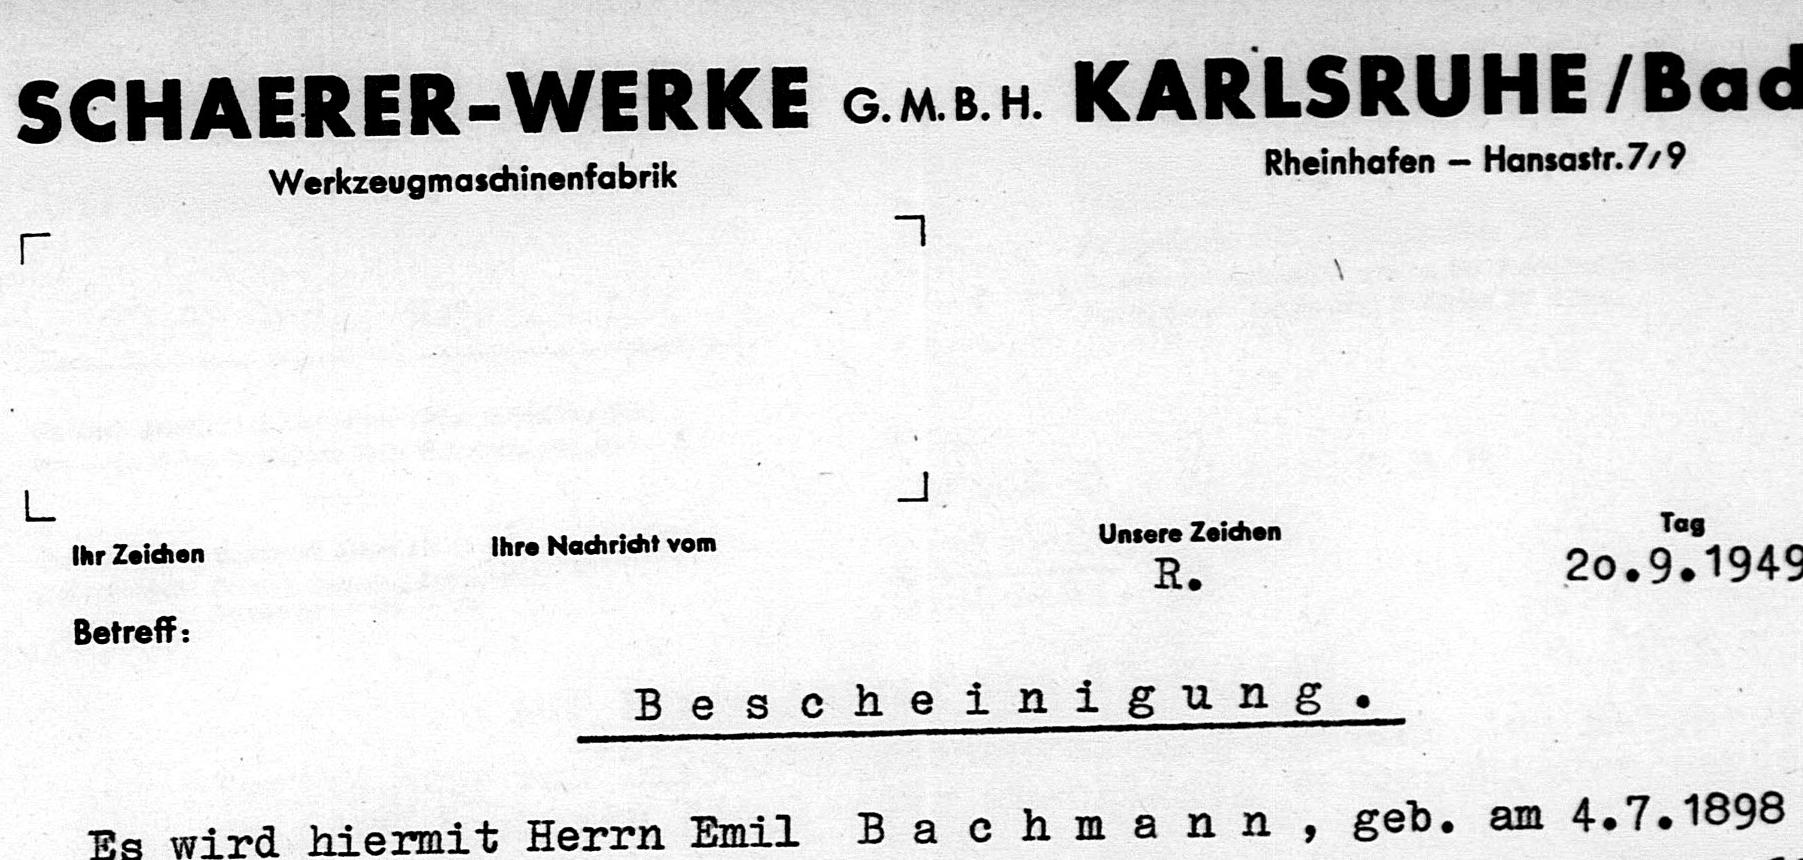 SCHAERER-WERKE G.M.B.H. KARLSRUHE/Bad
Werkzeugmaschinenfabrik
Rheinhafen – Hansastr.7/9
Ihr Zeichen Ihre Nachricht vom Unsere Zeichen Tag
R. 20.9.1949
Betreff:
B e s c h e i n i g u n g .
Es wird hiermit Herrn Emil B a c h m a n n , geb. am 4.7.1898